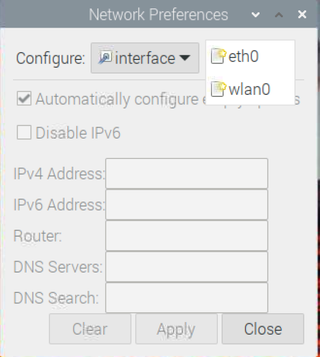 Network Preferences
Configure: interface eth0
wlan0
Automatically configure
Disable IPv6
IPv4 Address:
IPv6 Address:
Router:
DNS Servers:
DNS Search:
Clear Apply Close